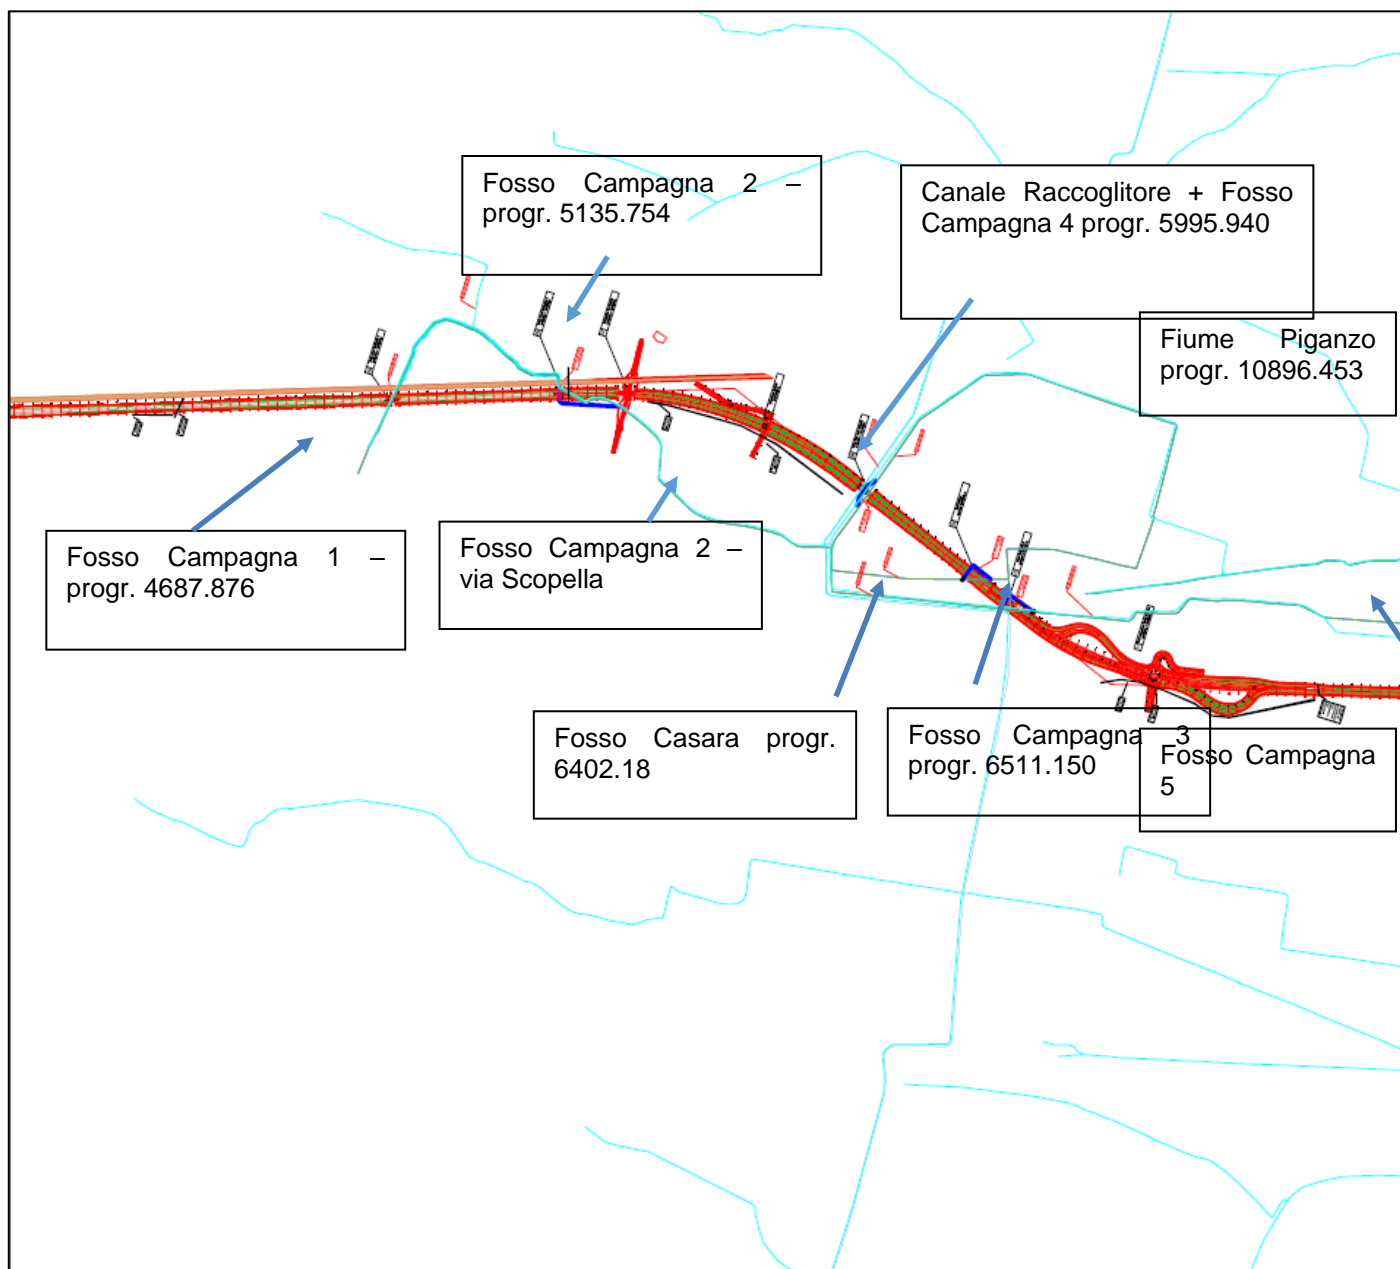 Fosso Campagna 2 –
progr. 5135.754
Canale Raccoglitore + Fosso
Campagna 4 progr. 5995.940
Fiume Piganzo
progr. 10896.453
Fosso Campagna 1 –
progr. 4687.876
Fosso Campagna 2 –
via Scopella
Fosso Casara progr.
6402.18
Fosso Campagna 3
progr. 6511.150
Fosso Campagna
5